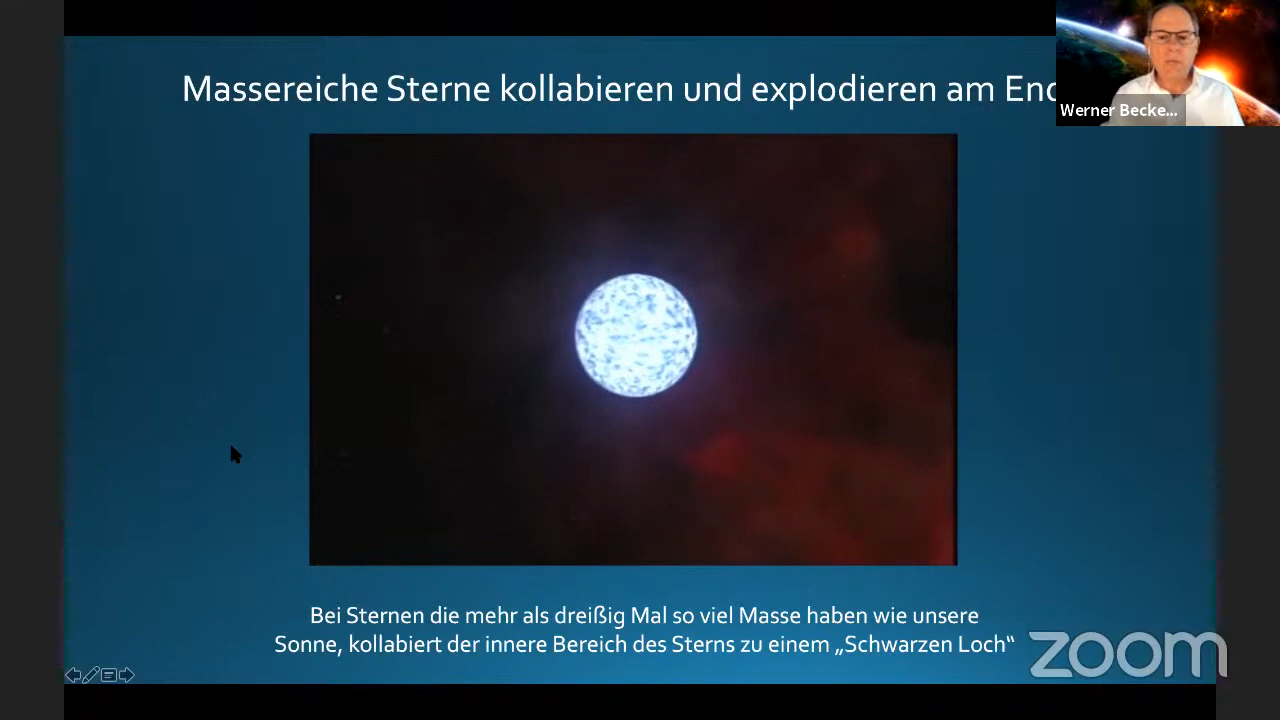 Massereiche Sterne kollabieren und explodieren am
Werner Becke...
Bei Sternen die mehr als dreißig Mal so viel Masse haben wie unsere
Sonne, kollabiert der innere Bereich des Sterns zu einem „Schwarzen Loch“
zoom